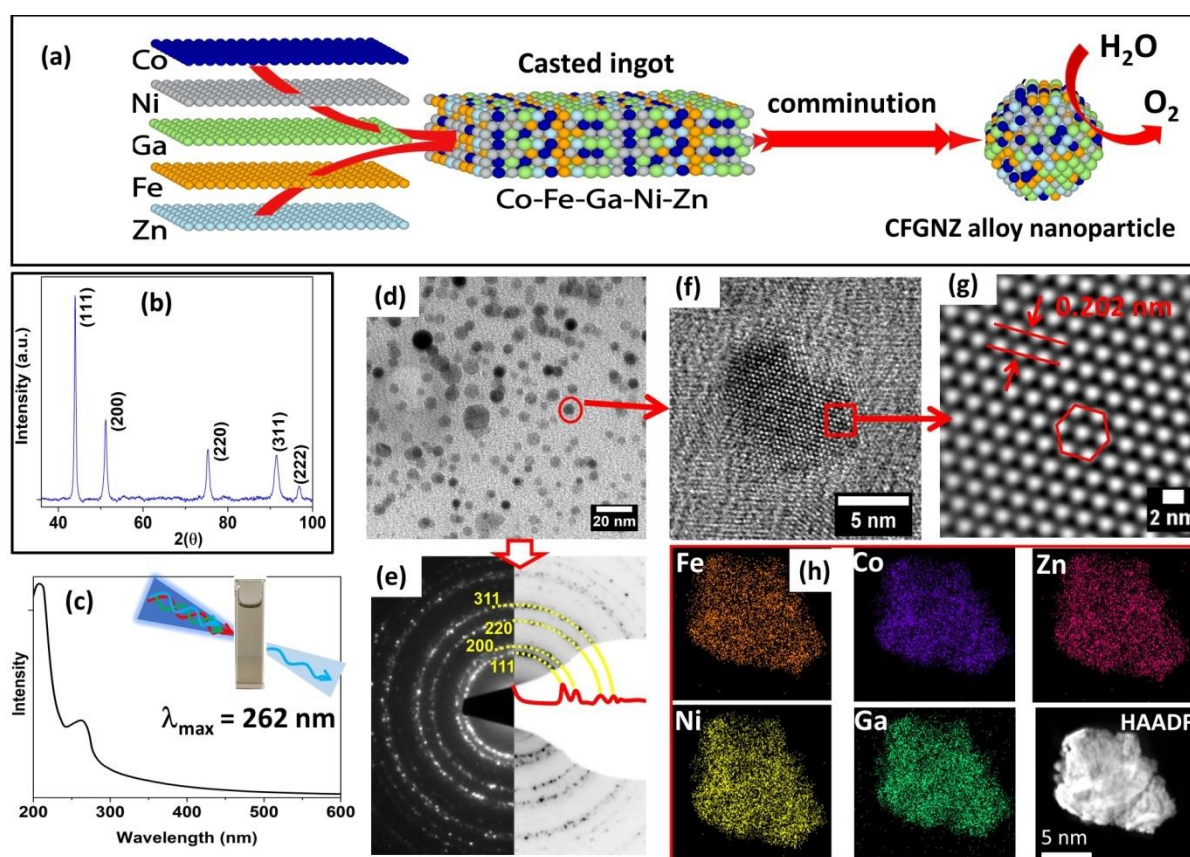 (a)
Co
Ni
Ga
Fe
Zn
Casted ingot
Co-Fe-Ga-Ni-Zn
comminution
H₂O
O₂
CFGNZ alloy nanoparticle
(b)
Intensity (a.u.)
(111)
(200)
(220)
(311)
(222)
40 60 80 100
2(θ)
(c)
Intensity
λmax = 262 nm
200 300 400 500 600
Wavelength (nm)
(d)
20 nm
(e)
311
220
200
111
(f)
5 nm
(g)
0.202 nm
2 nm
(h)
Fe
Co
Zn
Ni
Ga
HAADF
5 nm